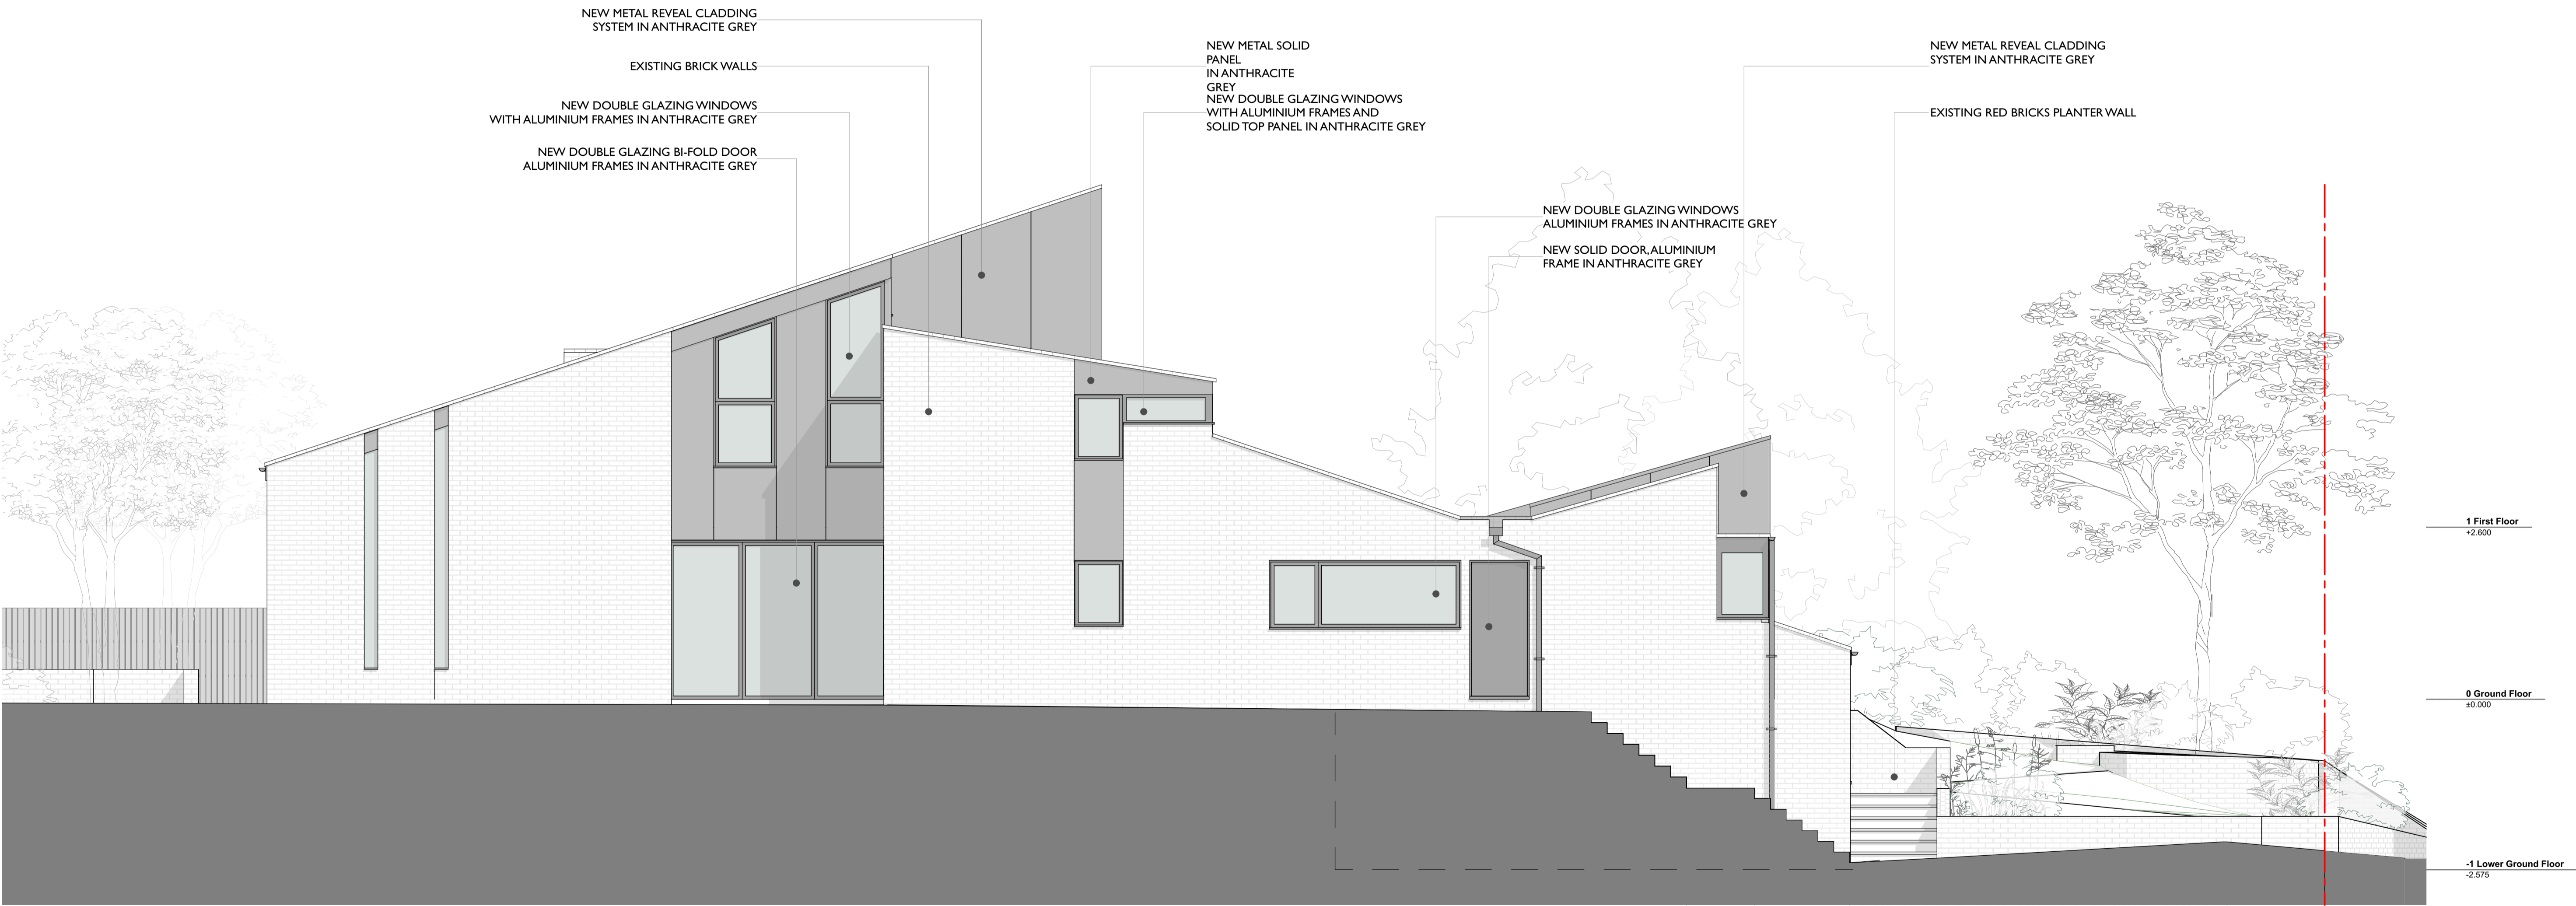 NEW METAL REVEAL CLADDING
SYSTEM IN ANTHRACITE GREY
EXISTING BRICK WALLS
NEW DOUBLE GLAZING WINDOWS
WITH ALUMINIUM FRAMES IN ANTHRACITE GREY
NEW DOUBLE GLAZING BI-FOLD DOOR
ALUMINIUM FRAMES IN ANTHRACITE GREY
NEW METAL SOLID
PANEL
IN ANTHRACITE
GREY
NEW DOUBLE GLAZING WINDOWS
WITH ALUMINIUM FRAMES AND
SOLID TOP PANEL IN ANTHRACITE GREY
NEW DOUBLE GLAZING WINDOWS
ALUMINIUM FRAMES IN ANTHRACITE GREY
NEW SOLID DOOR, ALUMINIUM
FRAME IN ANTHRACITE GREY
NEW METAL REVEAL CLADDING
SYSTEM IN ANTHRACITE GREY
EXISTING RED BRICKS PLANTER WALL
1 First Floor
+2.600
0 Ground Floor
±0.000
-1 Lower Ground Floor
-2.575